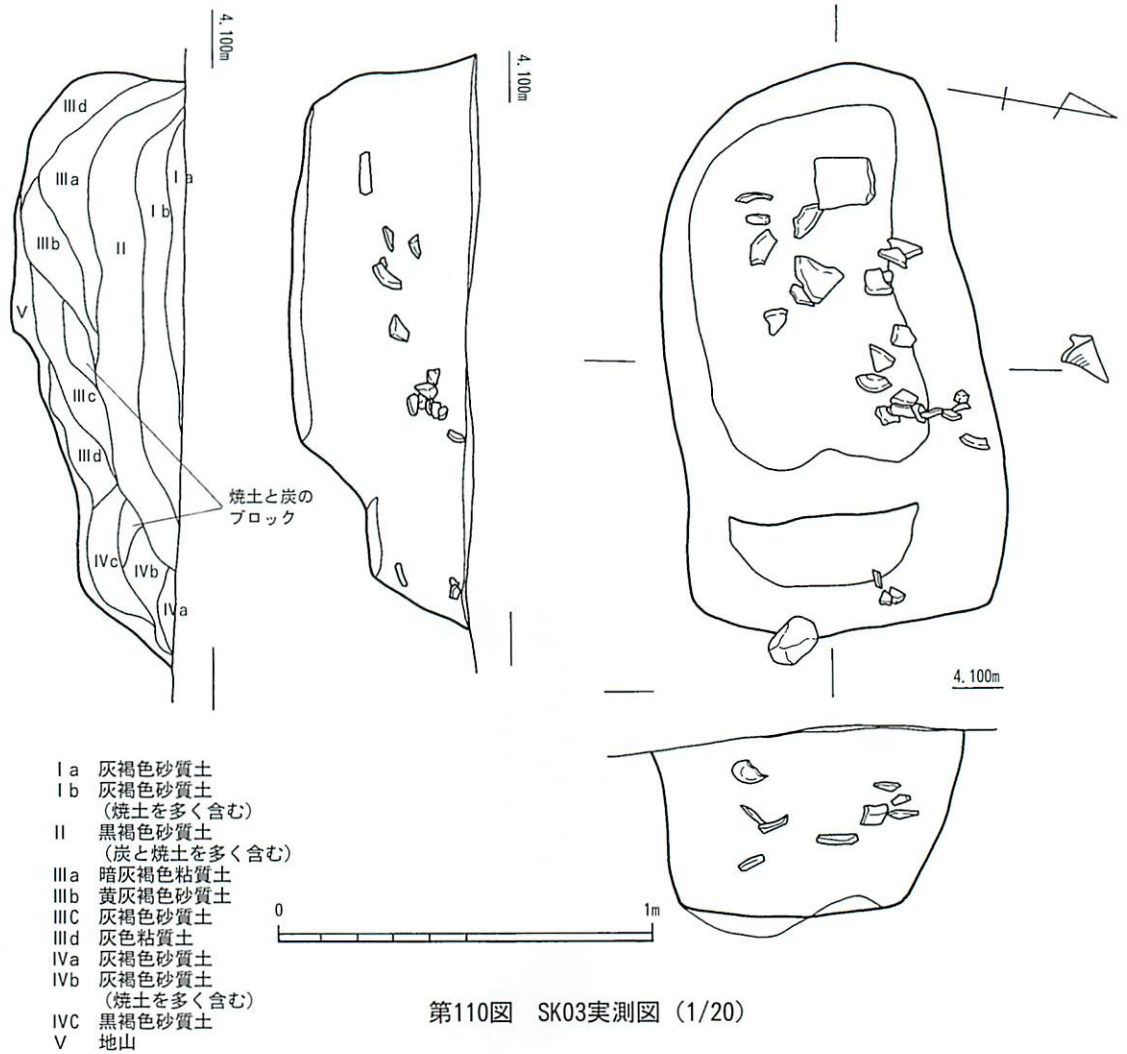 4.100m
4.100m
IIId
IIIa
Ia
Ib
IIIb
II
V
IIIc
IIId
焼土と炭の
ブロック
IVc
IVb
IVa
4.100m
Ia 灰褐色砂質土
Ib 灰褐色砂質土
(焼土を多く含む)
II 黒褐色砂質土
(炭と焼土を多く含む)
IIIa 暗灰褐色粘質土
IIIb 黄灰褐色砂質土
IIIC 灰褐色砂質土
IIId 灰色粘質土
IVa 灰褐色砂質土
IVb 灰褐色砂質土
(焼土を多く含む)
IVC 黒褐色砂質土
V 地山
0 1m
第110図 SK03実測図 (1/20)